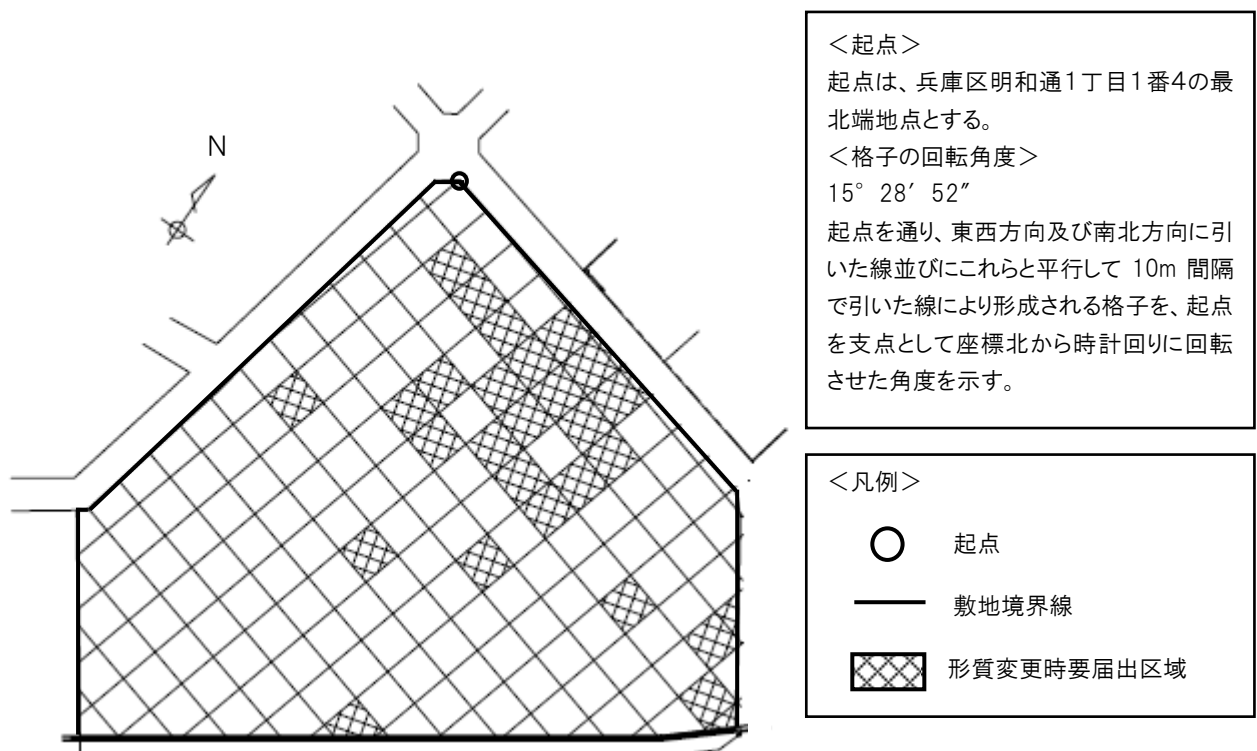 N
＜起点＞
起点は、兵庫区明和通1丁目1番4の最
北端地点とする。
＜格子の回転角度＞
15° 28′ 52″
起点を通り、東西方向及び南北方向に引
いた線並びにこれらと平行して 10m 間隔
で引いた線により形成される格子を、起点
を支点として座標北から時計回りに回転
させた角度を示す。
＜凡例＞
起点
敷地境界線
形質変更時要届出区域